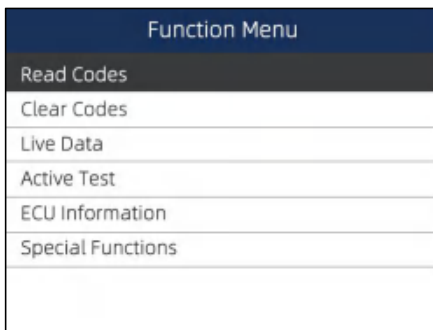 Function Menu
Read Codes
Clear Codes
Live Data
Active Test
ECU Information
Special Functions